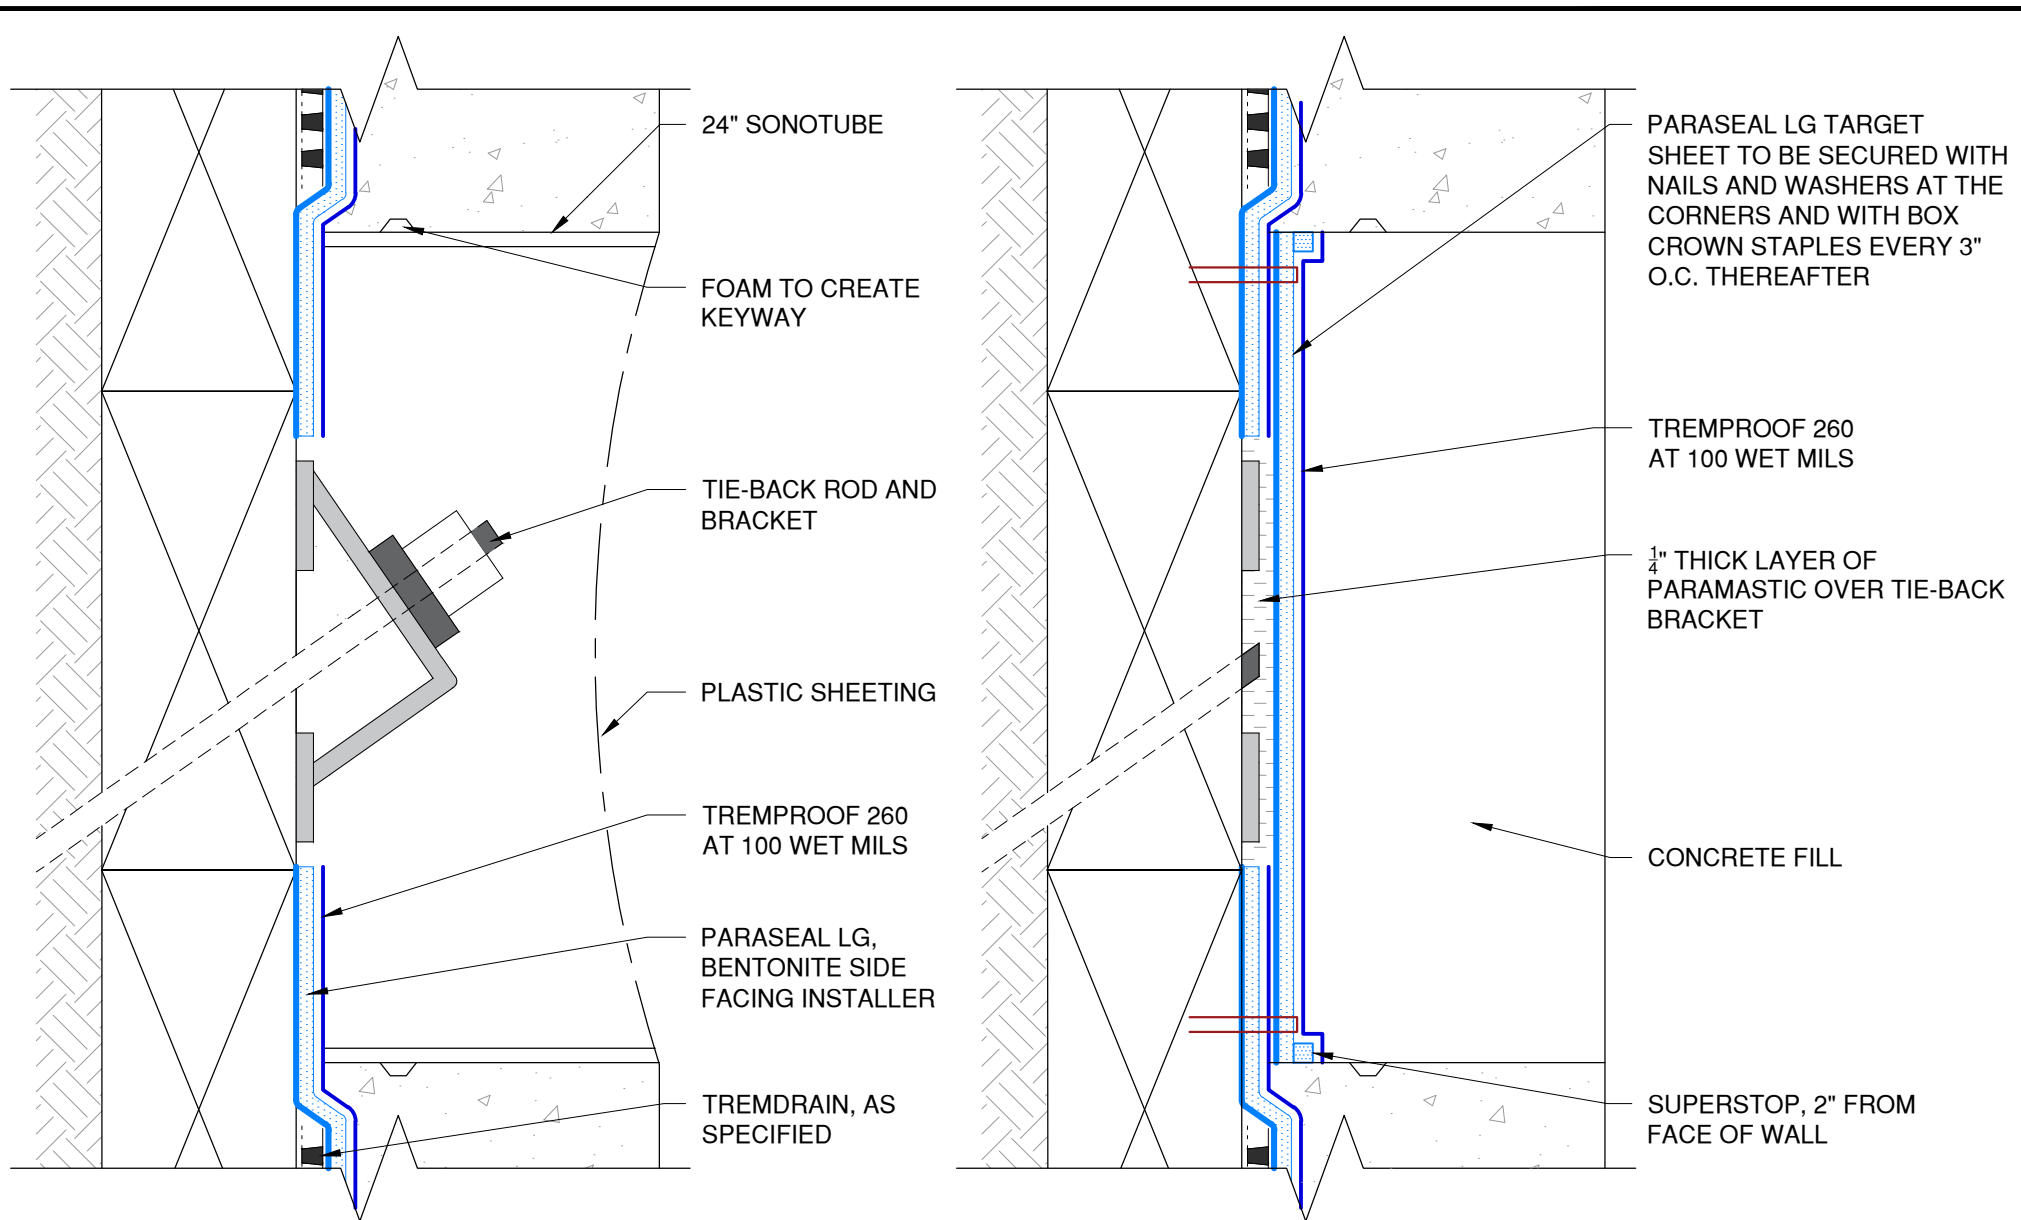 24" SONOTUBE
FOAM TO CREATE
KEYWAY
TIE-BACK ROD AND
BRACKET
PLASTIC SHEETING
TREMPROOF 260
AT 100 WET MILS
PARASEAL LG,
BENTONITE SIDE
FACING INSTALLER
TREMDRAIN, AS
SPECIFIED
PARASEAL LG TARGET
SHEET TO BE SECURED WITH
NAILS AND WASHERS AT THE
CORNERS AND WITH BOX
CROWN STAPLES EVERY 3"
O.C. THEREAFTER
TREMPROOF 260
AT 100 WET MILS
1/4" THICK LAYER OF
PARAMASTIC OVER TIE-BACK
BRACKET
CONCRETE FILL
SUPERSTOP, 2" FROM
FACE OF WALL